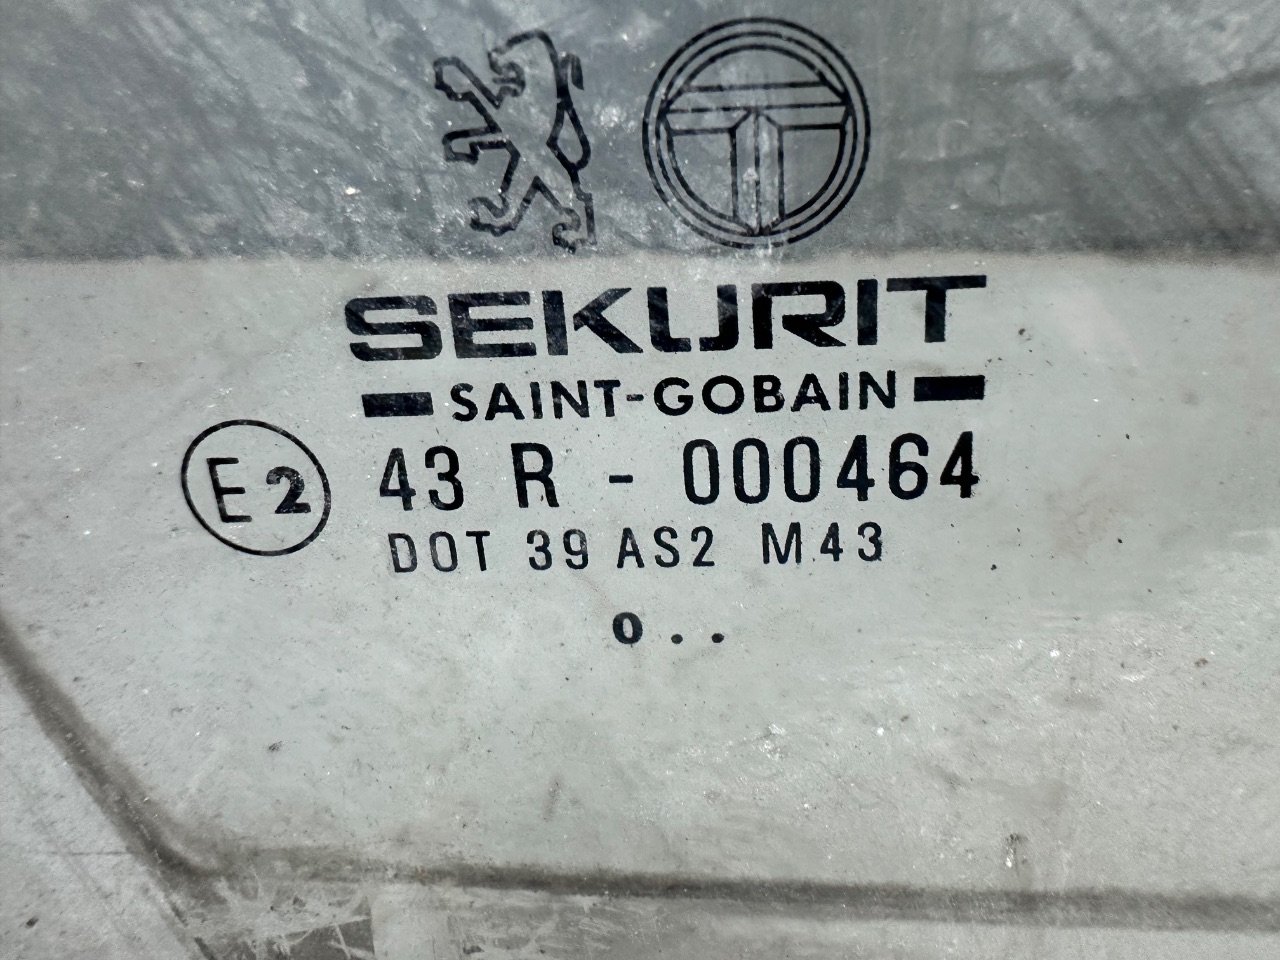 SEKURIT
SAINT-GOBAIN
E2 43 R - 000464
DOT 39 AS2 M43
o..